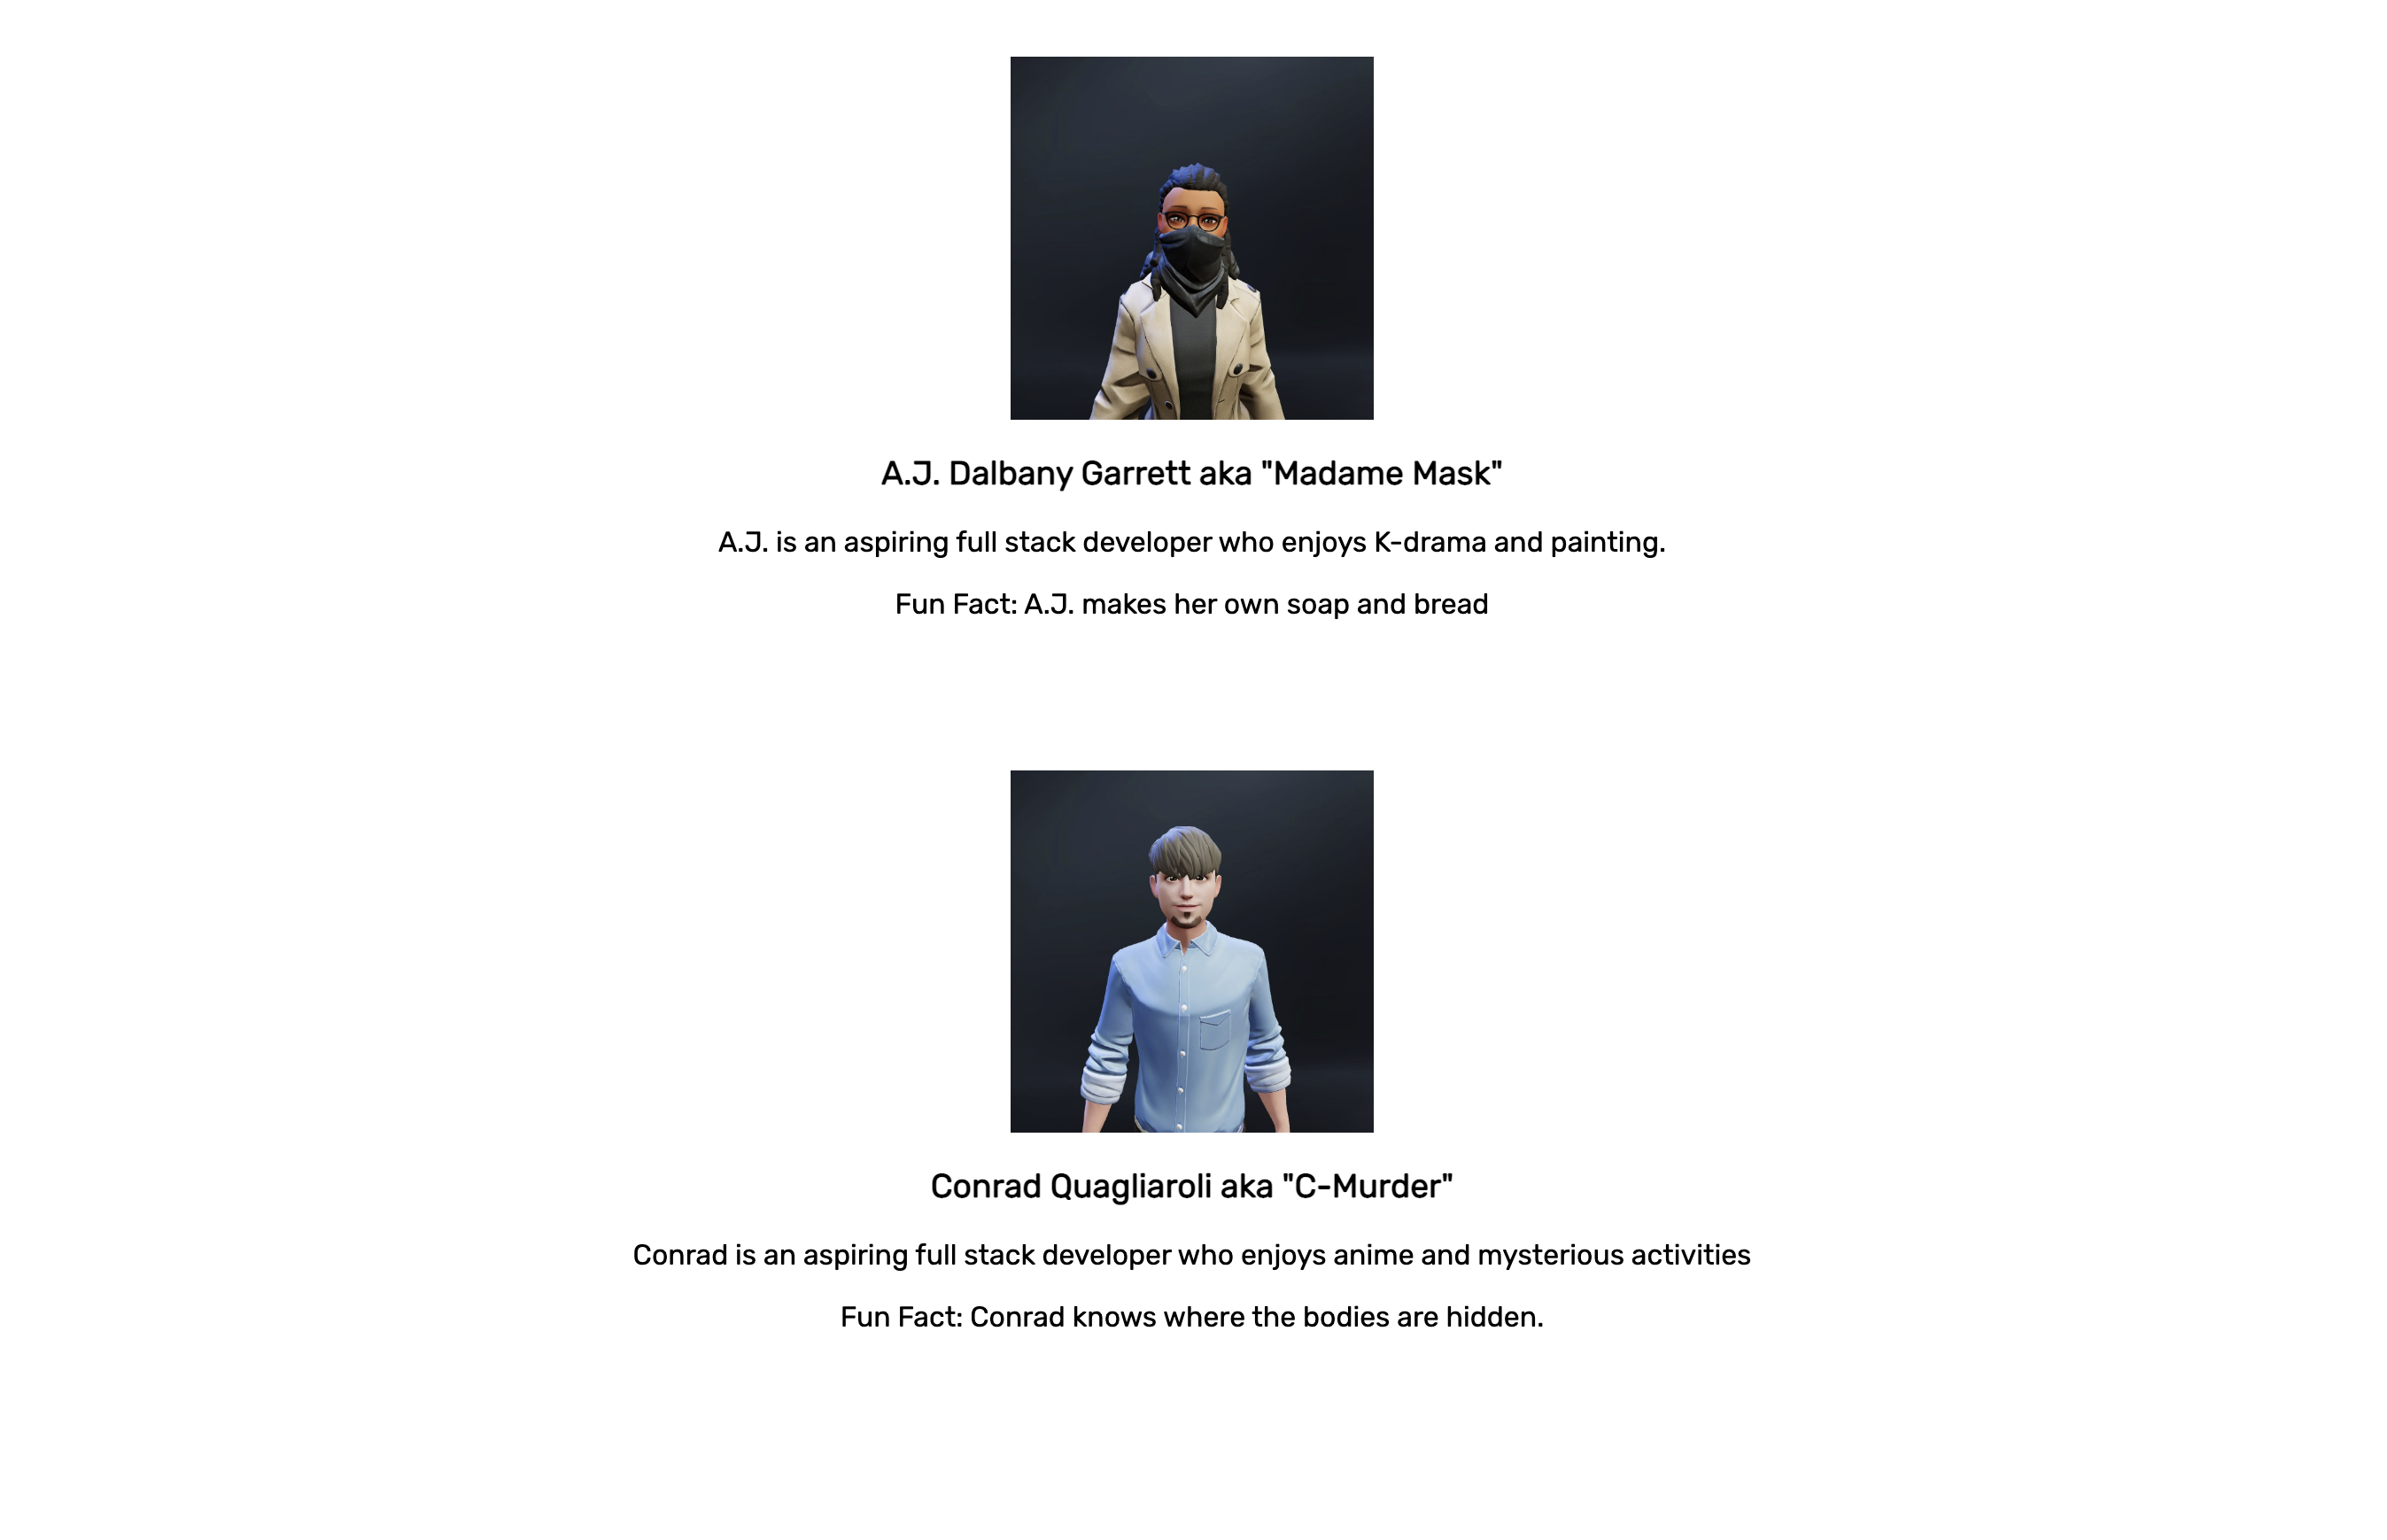 A.J. Dalbany Garrett aka "Madame Mask"
A.J. is an aspiring full stack developer who enjoys K-drama and painting.
Fun Fact: A.J. makes her own soap and bread
Conrad Quagliaroli aka "C-Murder"
Conrad is an aspiring full stack developer who enjoys anime and mysterious activities
Fun Fact: Conrad knows where the bodies are hidden.